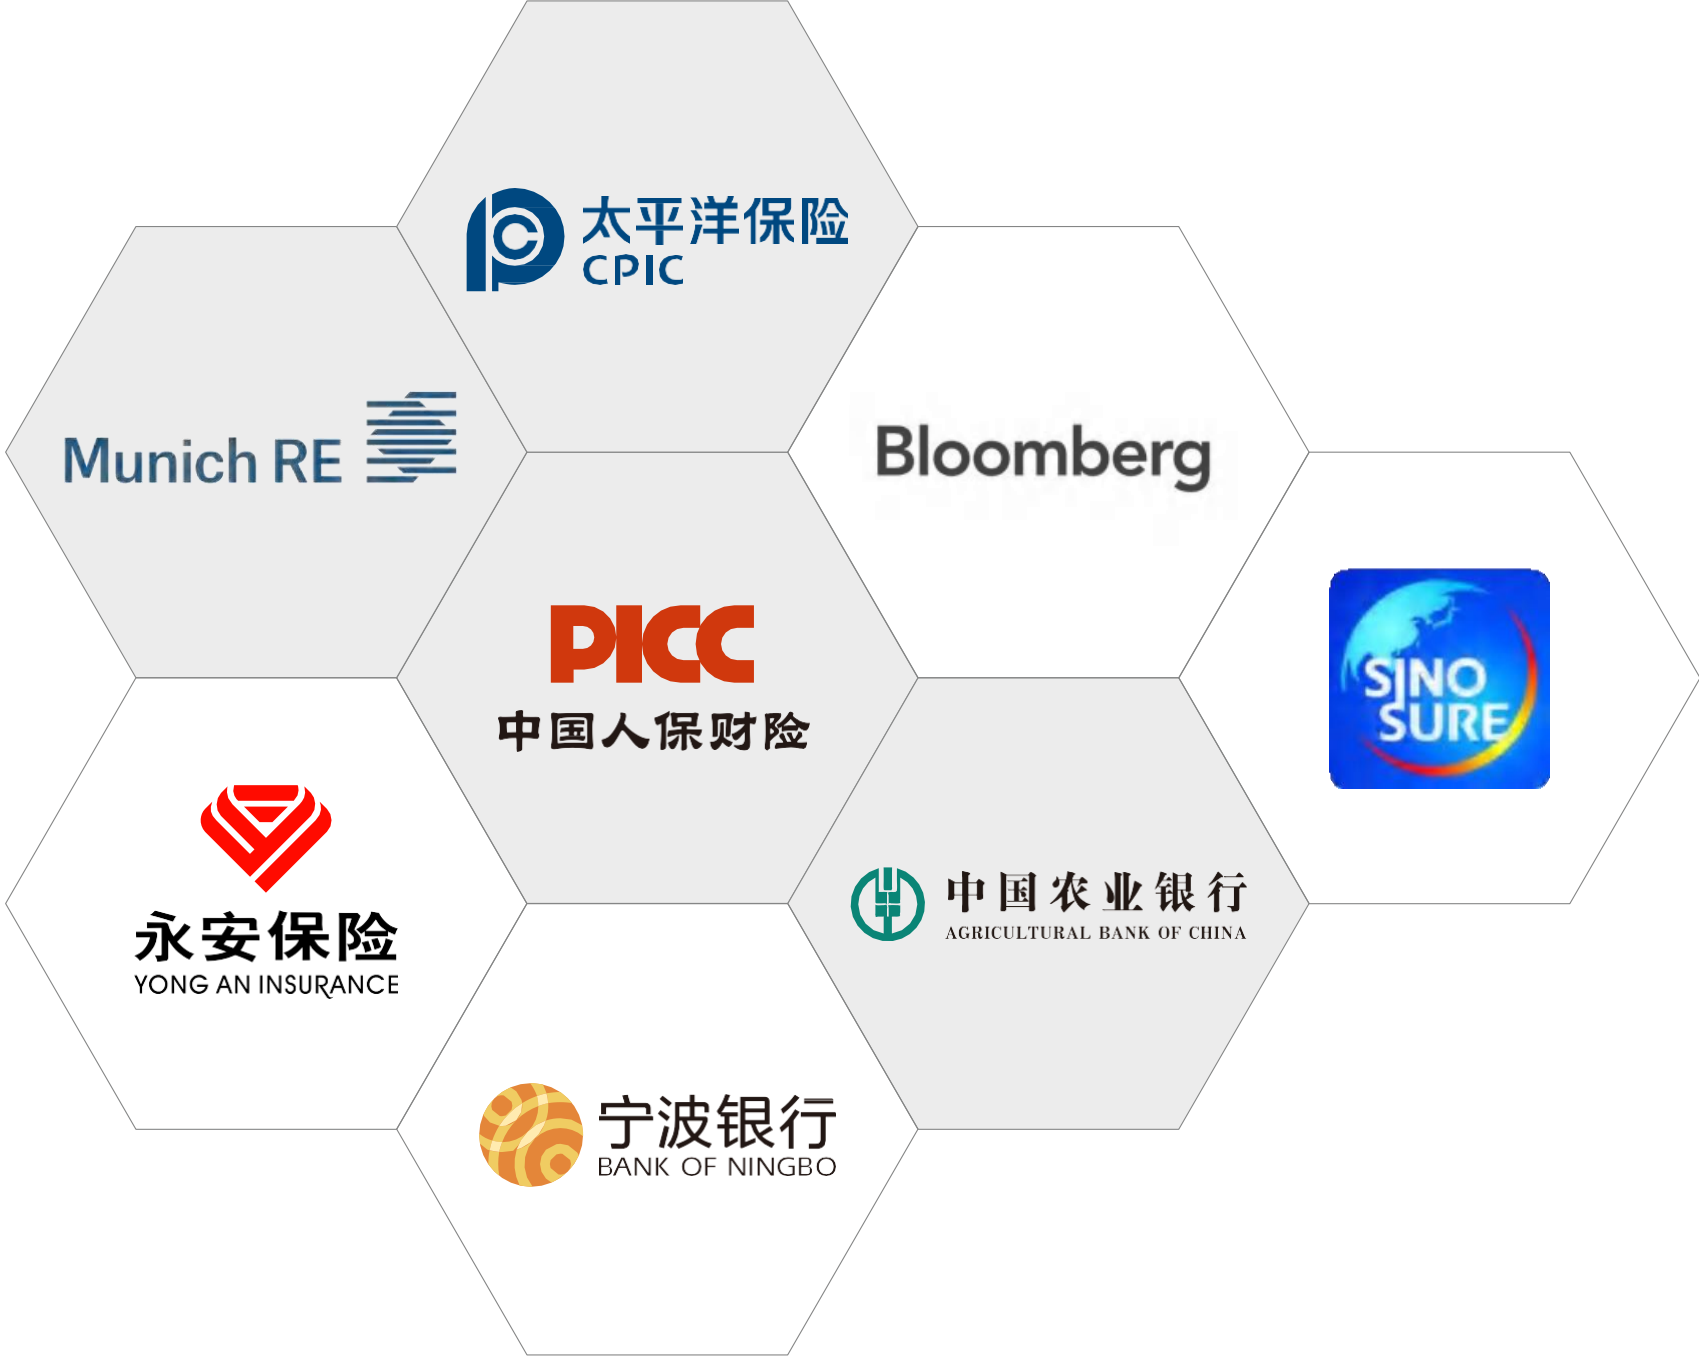 太平洋保险
CPIC
Munich RE
Bloomberg
PICC
中国人保财险
SINO
SURE
永安保险
YONG AN INSURANCE
中国农业银行
AGRICULTURAL BANK OF CHINA
宁波银行
BANK OF NINGBO